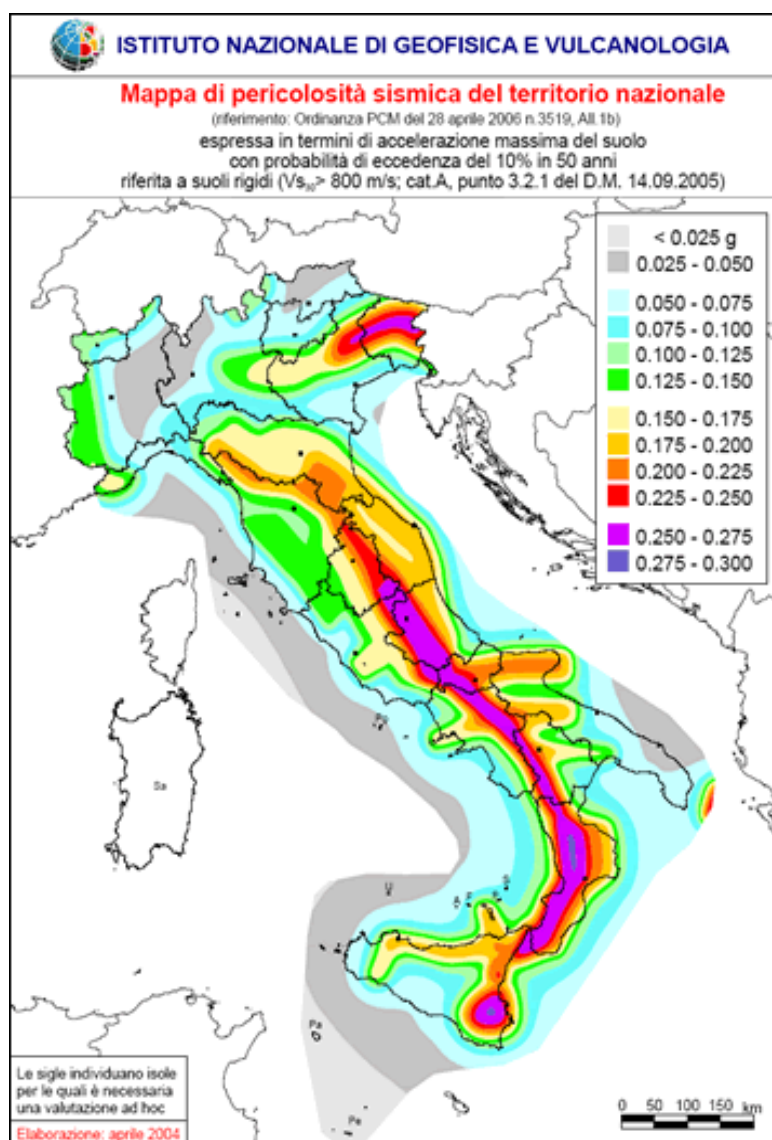 ISTITUTO NAZIONALE DI GEOFISICA E VULCANOLOGIA
Mappa di pericolosità sismica del territorio nazionale
(riferimento: Ordinanza PCM del 28 aprile 2006 n.3519, All.1b)
espressa in termini di accelerazione massima del suolo
con probabilità di eccedenza del 10% in 50 anni
riferita a suoli rigidi (Vs₃₀> 800 m/s; cat.A, punto 3.2.1 del D.M. 14.09.2005)
< 0.025 g
0.025 - 0.050
0.050 - 0.075
0.075 - 0.100
0.100 - 0.125
0.125 - 0.150
0.150 - 0.175
0.175 - 0.200
0.200 - 0.225
0.225 - 0.250
0.250 - 0.275
0.275 - 0.300
Sa
U
A
F
S
Pa
Pe
Le sigle individuano isole
per le quali è necessaria
una valutazione ad hoc
Elaborazione: aprile 2004
0 50 100 150 km